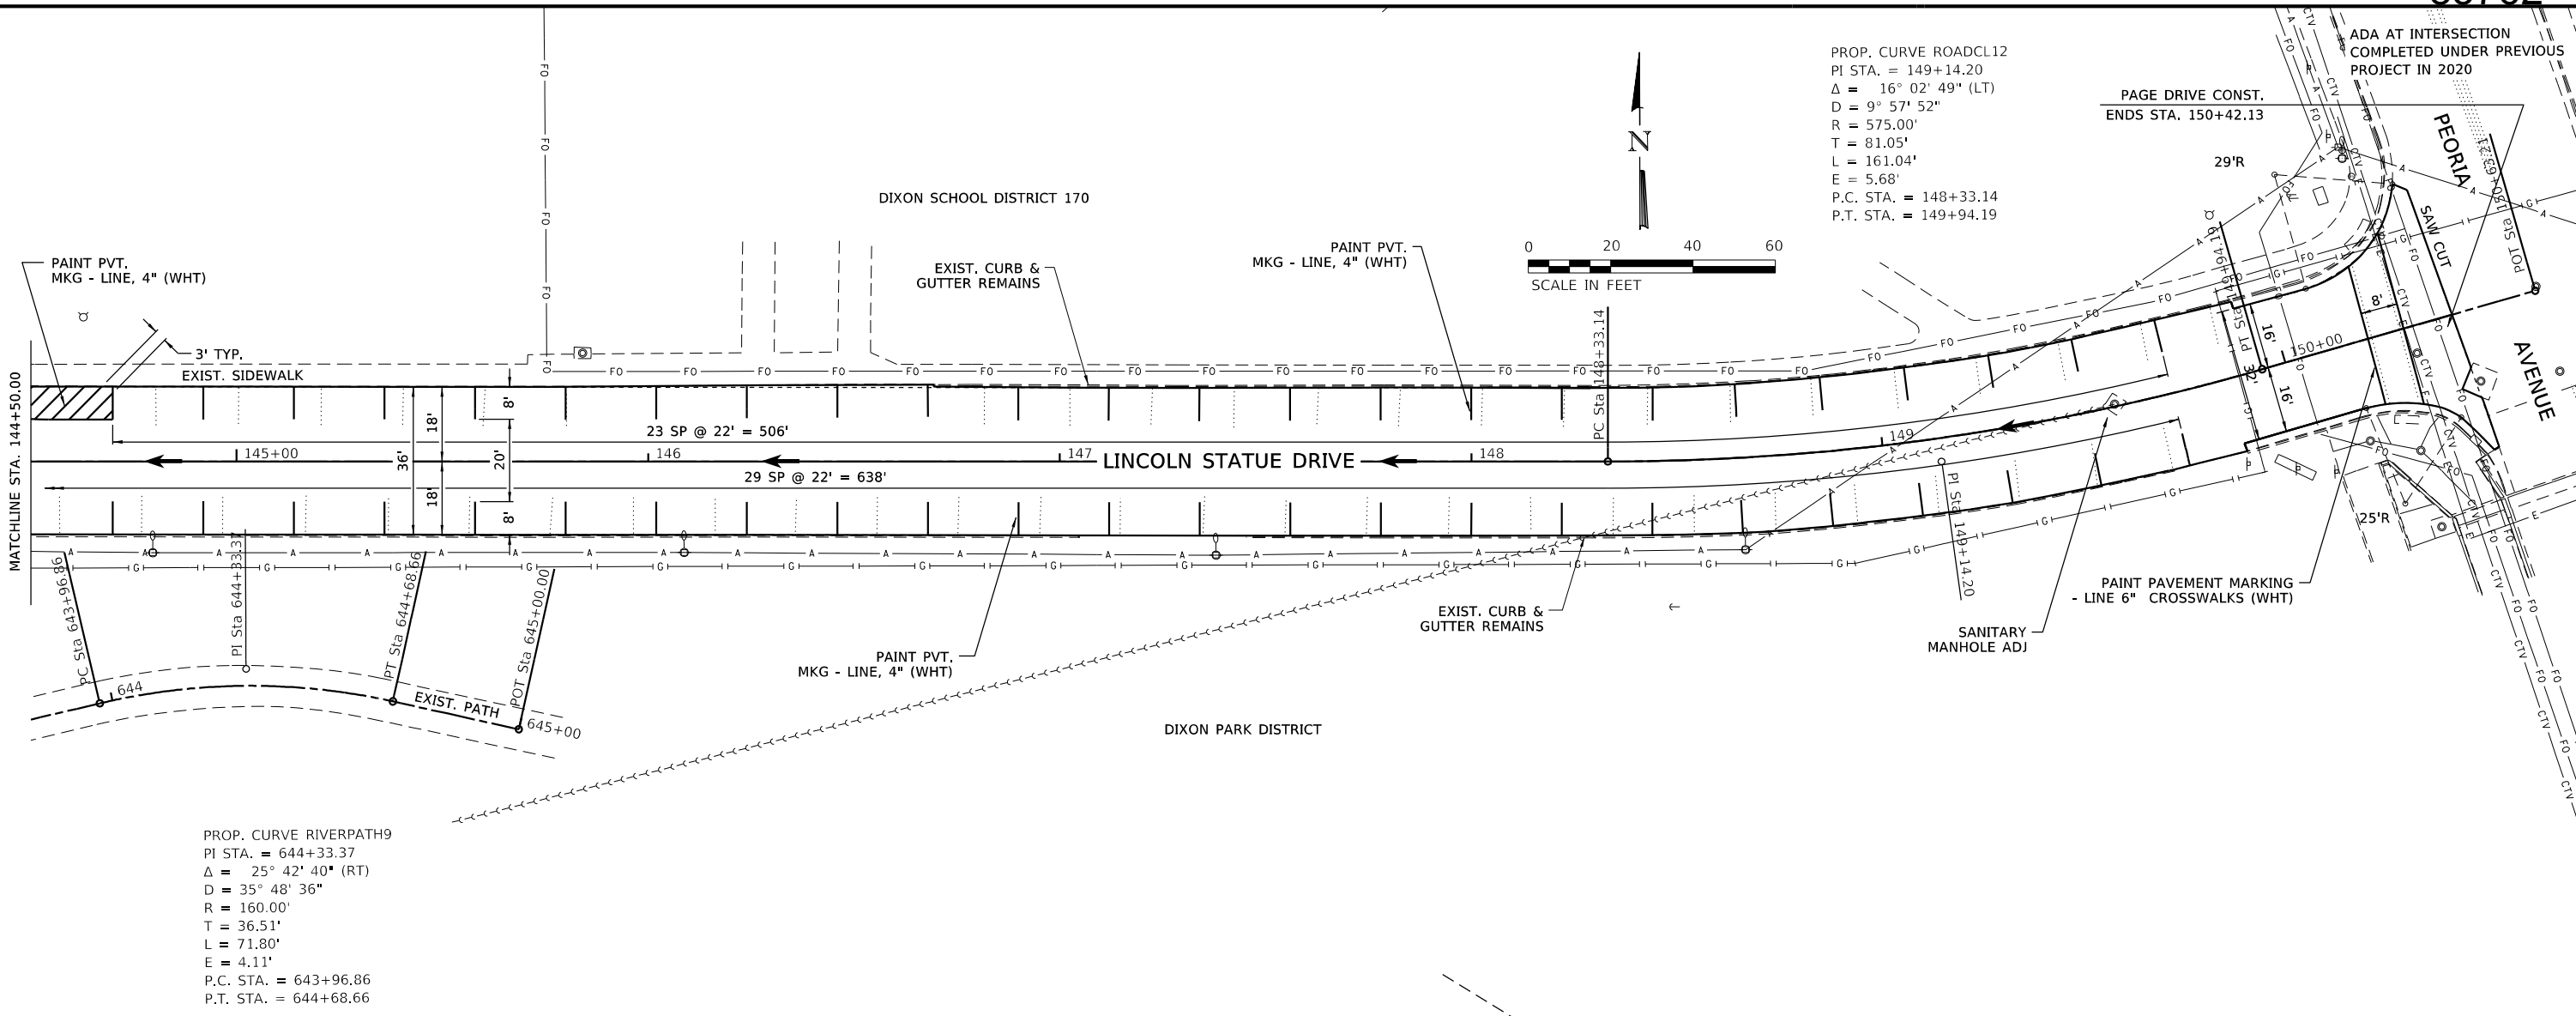 ADA AT INTERSECTION
COMPLETED UNDER PREVIOUS
PROJECT IN 2020
PROP. CURVE ROADCL12
PI STA. = 149+14.20
Δ = 16° 02' 49" (LT)
D = 9° 57' 52"
R = 575.00'
T = 81.05'
L = 161.04'
E = 5.68'
P.C. STA. = 148+33.14
P.T. STA. = 149+94.19
PAGE DRIVE CONST.
ENDS STA. 150+42.13
PEORIA
AVENUE
29'R
SAW CUT
N
0 20 40 60
SCALE IN FEET
DIXON SCHOOL DISTRICT 170
PAINT PVT.
MKG - LINE, 4" (WHT)
3' TYP.
EXIST. SIDEWALK
EXIST. CURB &
GUTTER REMAINS
PAINT PVT.
MKG - LINE, 4" (WHT)
MATCHLINE STA. 144+50.00
PC Sta 148+33.14
PT Sta 149+94.19
8'
18'
36'
20'
18'
8'
16'
32'
16'
8'
23 SP @ 22' = 506'
145+00
146
147
148
149
150+00
LINCOLN STATUE DRIVE
29 SP @ 22' = 638'
PI Sta 149+14.20
25'R
PC Sta 643+96.86
PI Sta 644+33.37
PT Sta 644+68.66
POT Sta 645+00.00
644
EXIST. PATH
645+00
PAINT PVT.
MKG - LINE, 4" (WHT)
EXIST. CURB &
GUTTER REMAINS
SANITARY
MANHOLE ADJ
PAINT PAVEMENT MARKING
- LINE 6" CROSSWALKS (WHT)
DIXON PARK DISTRICT
PROP. CURVE RIVERPATH9
PI STA. = 644+33.37
Δ = 25° 42' 40" (RT)
D = 35° 48' 36"
R = 160.00'
T = 36.51'
L = 71.80'
E = 4.11'
P.C. STA. = 643+96.86
P.T. STA. = 644+68.66